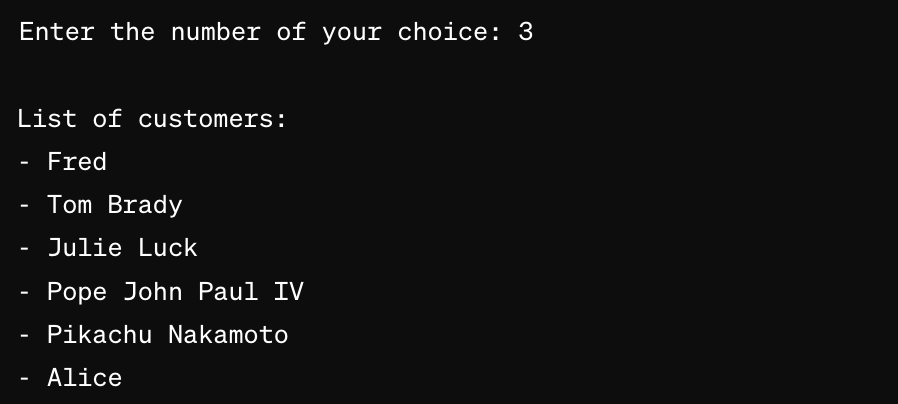 Enter the number of your choice: 3
List of customers:
- Fred
- Tom Brady
- Julie Luck
- Pope John Paul IV
- Pikachu Nakamoto
- Alice